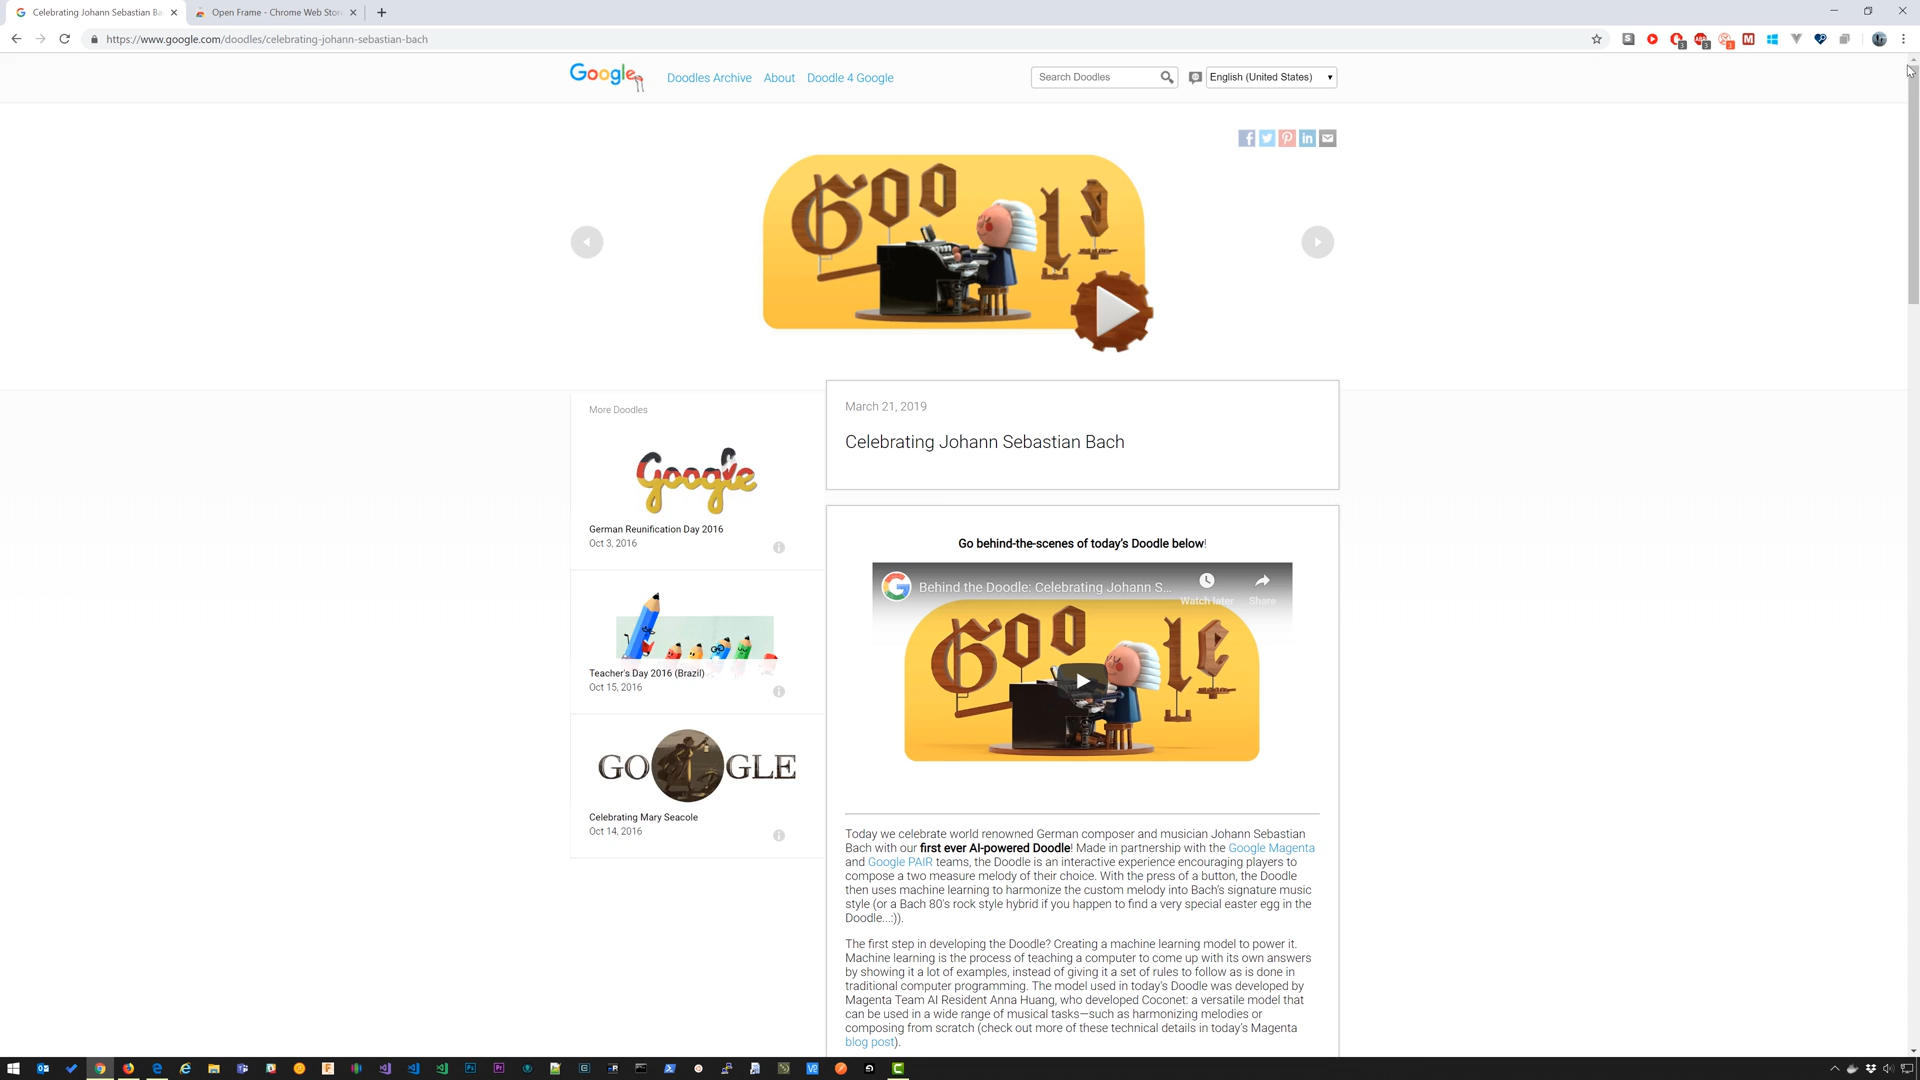 Celebrating Johann Sebastian Ba
Open Frame - Chrome Web Stor
https://www.google.com/doodles/celebrating-johann-sebastian-bach
Google
Doodles Archive
About
Doodle 4 Google
Search Doodles
English (United States)
Google
More Doodles
Google
German Reunification Day 2016
Oct 3, 2016
Teacher's Day 2016 (Brazil)
Oct 15, 2016
GOOGLE
Celebrating Mary Seacole
Oct 14, 2016
March 21, 2019
Celebrating Johann Sebastian Bach
Go behind-the-scenes of today's Doodle below!
Behind the Doodle: Celebrating Johann S...
Watch later
Share
Google
Today we celebrate world renowned German composer and musician Johann Sebastian
Bach with our first ever AI-powered Doodle! Made in partnership with the Google Magenta
and Google PAIR teams, the Doodle is an interactive experience encouraging players to
compose a two measure melody of their choice. With the press of a button, the Doodle
then uses machine learning to harmonize the custom melody into Bach's signature music
style (or a Bach 80's rock style hybrid if you happen to find a very special easter egg in the
Doodle...:)).
The first step in developing the Doodle? Creating a machine learning model to power it.
Machine learning is the process of teaching a computer to come up with its own answers
by showing it a lot of examples, instead of giving it a set of rules to follow as is done in
traditional computer programming. The model used in today's Doodle was developed by
Magenta Team AI Resident Anna Huang, who developed Coconet: a versatile model that
can be used in a wide range of musical tasks—such as harmonizing melodies or
composing from scratch (check out more of these technical details in today's Magenta
blog post).